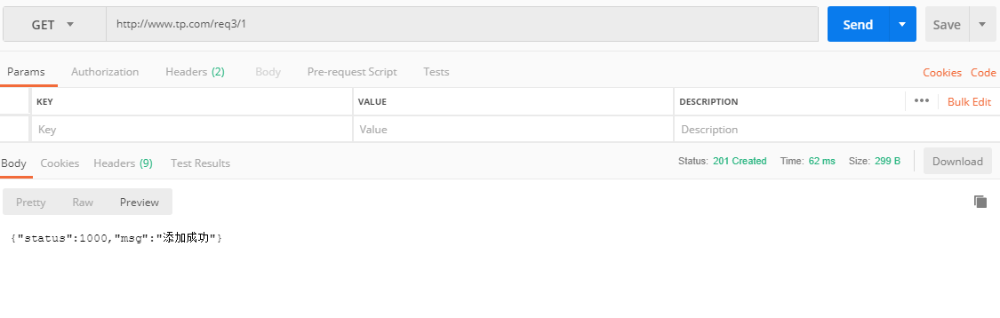 GET http://www.tp.com/req3/1 Send Save
Params Authorization Headers (2) Body Pre-request Script Tests Cookies Code
KEY VALUE DESCRIPTION ••• Bulk Edit
Key Value Description
Body Cookies Headers (9) Test Results Status: 201 Created Time: 62 ms Size: 299 B Download
Pretty Raw Preview
{"status":1000,"msg":"添加成功"}